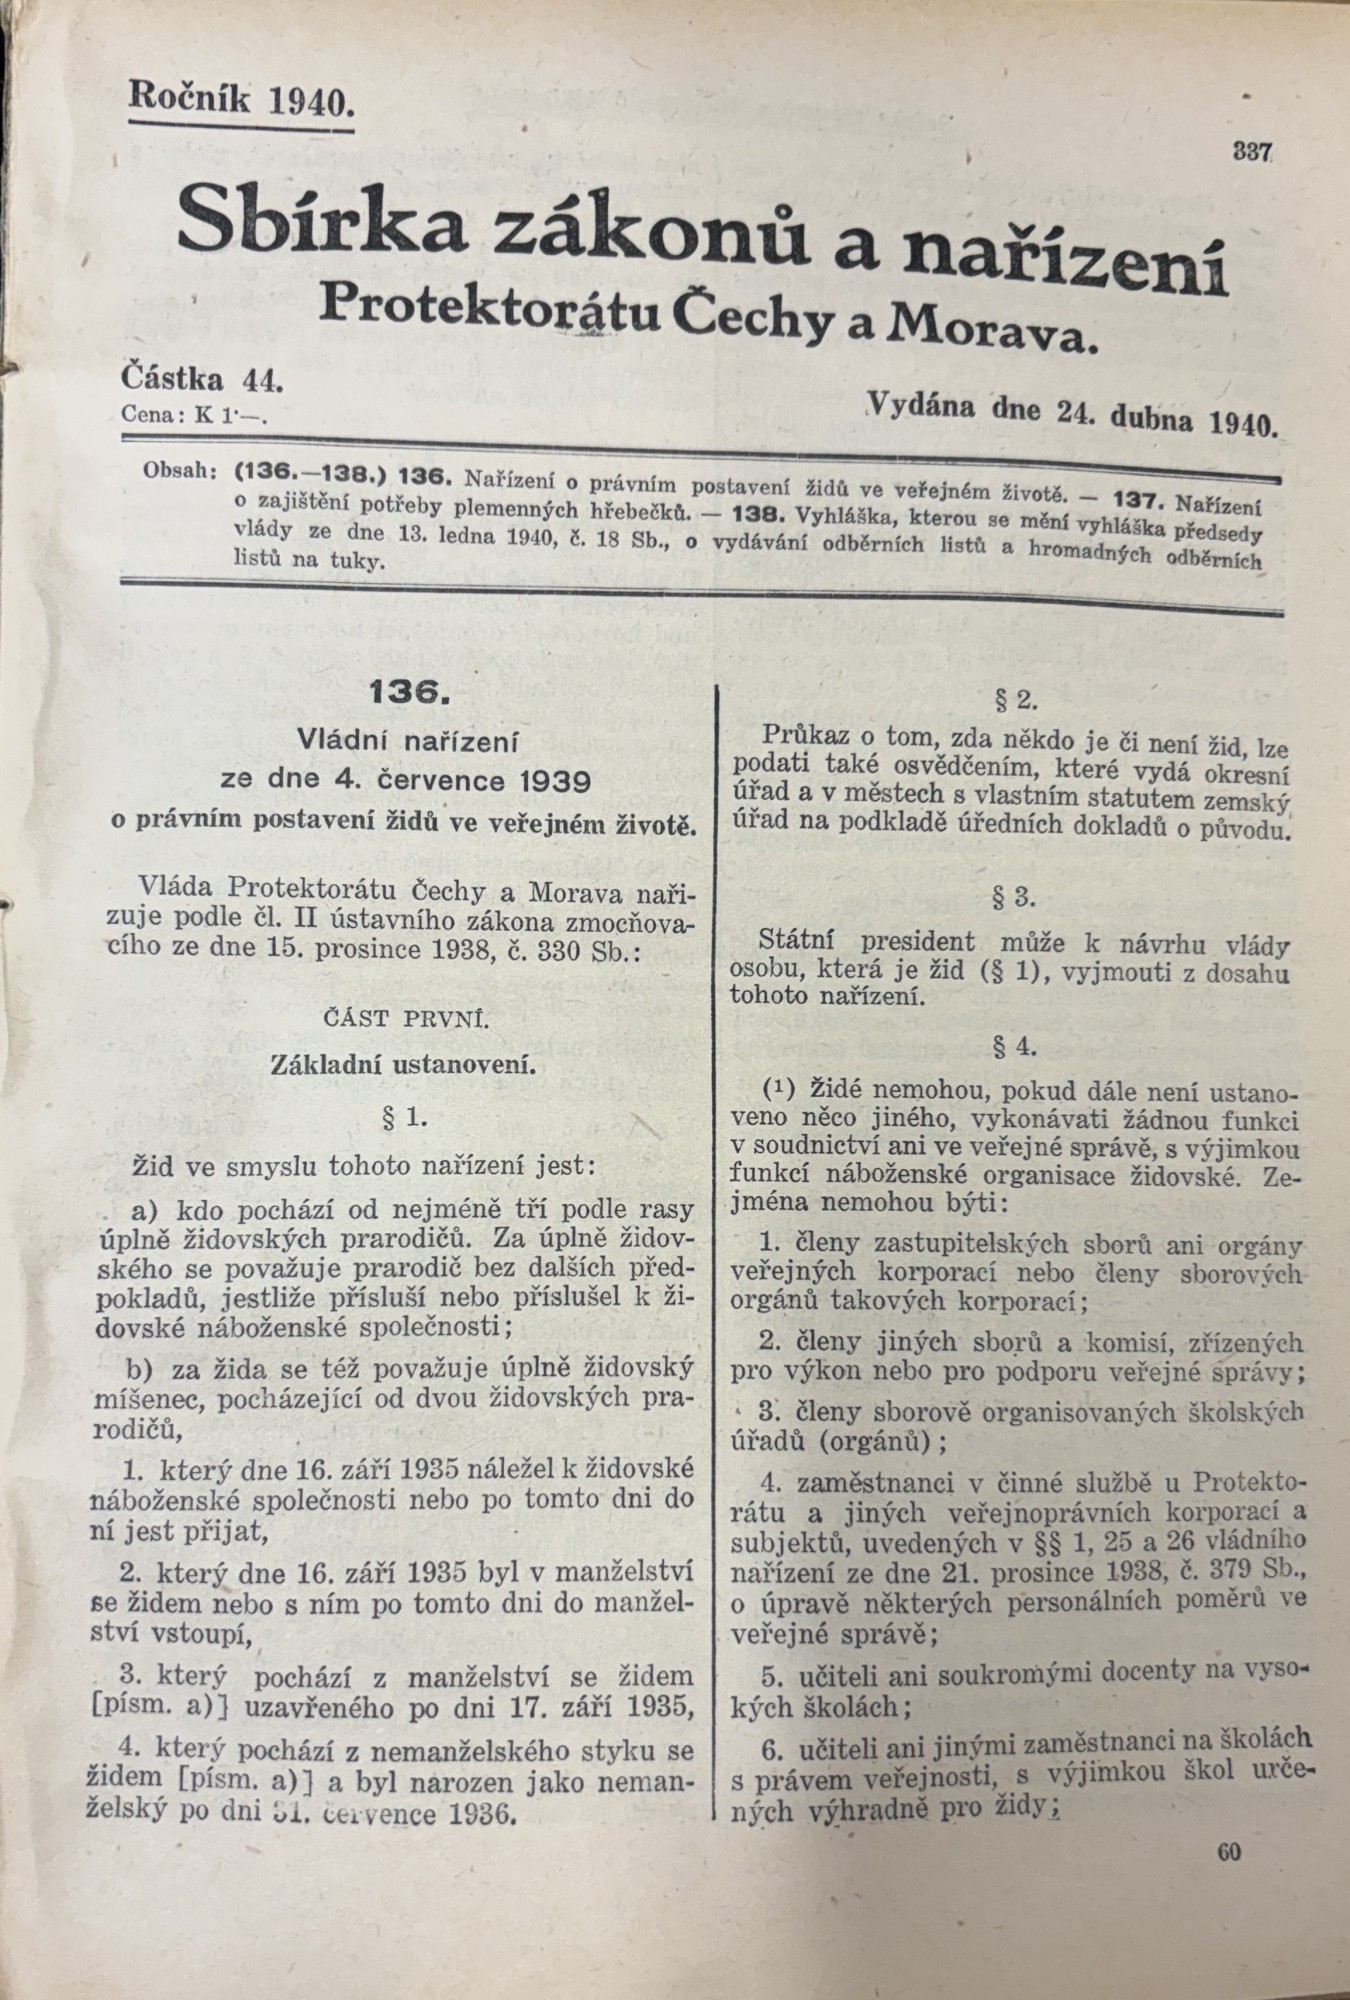 Ročník 1940.
337
Sbírka zákonů a nařízení
Protektorátu Čechy a Morava.
Částka 44.
Cena: K 1·—.
Vydána dne 24. dubna 1940.
Obsah: (136.—138.) 136. Nařízení o právním postavení židů ve veřejném životě. — 137. Nařízení
o zajištění potřeby plemenných hřebečků. — 138. Vyhláška, kterou se mění vyhláška předsedy
vlády ze dne 13. ledna 1940, č. 18 Sb., o vydávání odběrních listů a hromadných odběrních
listů na tuky.
136.
Vládní nařízení
ze dne 4. července 1939
o právním postavení židů ve veřejném životě.
Vláda Protektorátu Čechy a Morava naři-
zuje podle čl. II ústavního zákona zmocňova-
cího ze dne 15. prosince 1938, č. 330 Sb.:
ČÁST PRVNÍ.
Základní ustanovení.
§ 1.
Žid ve smyslu tohoto nařízení jest:
a) kdo pochází od nejméně tří podle rasy
úplně židovských prarodičů. Za úplně židov-
ského se považuje prarodič bez dalších před-
pokladů, jestliže přísluší nebo příslušel k ži-
dovské náboženské společnosti;
b) za žida se též považuje úplně židovský
míšenec, pocházející od dvou židovských pra-
rodičů,
1. který dne 16. září 1935 náležel k židovské
náboženské společnosti nebo po tomto dni do
ní jest přijat,
2. který dne 16. září 1935 byl v manželství
se židem nebo s ním po tomto dni do manžel-
ství vstoupí,
3. který pochází z manželství se židem
[písm. a)] uzavřeného po dni 17. září 1935,
4. který pochází z nemanželského styku se
židem [písm. a)] a byl narozen jako neman-
želský po dni 31. července 1936.
§ 2.
Průkaz o tom, zda někdo je či není žid, lze
podati také osvědčením, které vydá okresní
úřad a v městech s vlastním statutem zemský
úřad na podkladě úředních dokladů o původu.
§ 3.
Státní president může k návrhu vlády
osobu, která je žid (§ 1), vyjmouti z dosahu
tohoto nařízení.
§ 4.
(1) Židé nemohou, pokud dále není ustano-
veno něco jiného, vykonávati žádnou funkci
v soudnictví ani ve veřejné správě, s výjimkou
funkcí náboženské organisace židovské. Ze-
jména nemohou býti:
1. členy zastupitelských sborů ani orgány
veřejných korporací nebo členy sborových
orgánů takových korporací;
2. členy jiných sborů a komisí, zřízených
pro výkon nebo pro podporu veřejné správy;
3. členy sborově organisovaných školských
úřadů (orgánů);
4. zaměstnanci v činné službě u Protekto-
rátu a jiných veřejnoprávních korporací a
subjektů, uvedených v §§ 1, 25 a 26 vládního
nařízení ze dne 21. prosince 1938, č. 379 Sb.,
o úpravě některých personálních poměrů ve
veřejné správě;
5. učiteli ani soukromými docenty na vyso-
kých školách;
6. učiteli ani jinými zaměstnanci na školách
s právem veřejnosti, s výjimkou škol urče-
ných výhradně pro židy;
60